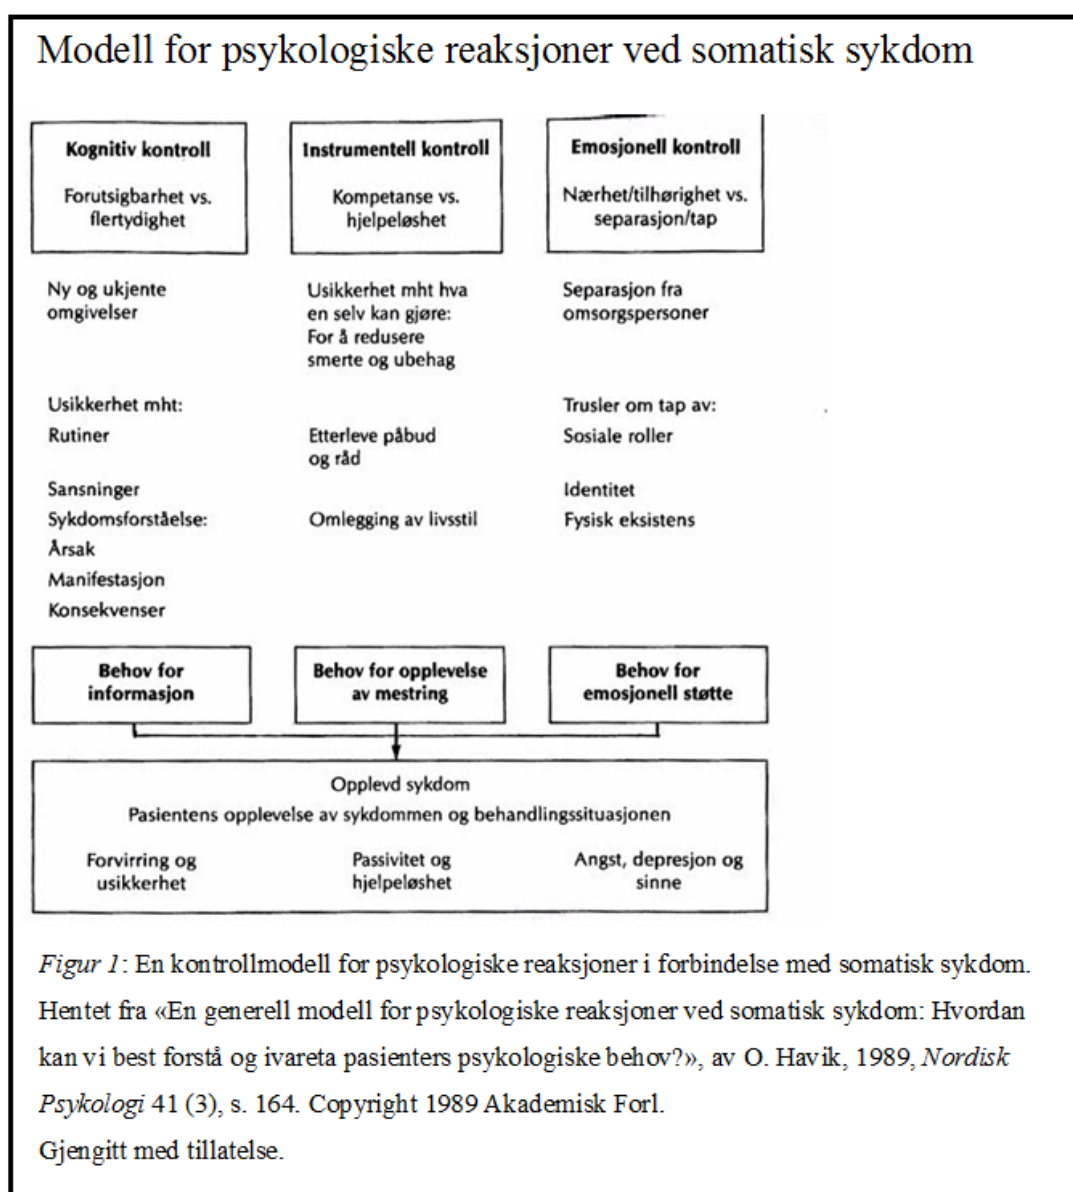 Modell for psykologiske reaksjoner ved somatisk sykdom
Kognitiv kontroll
Forutsigbarhet vs.
flertydighet
Instrumentell kontroll
Kompetanse vs.
hjelpeløshet
Emosjonell kontroll
Nærhet/tilhørighet vs.
separasjon/tap
Ny og ukjente
omgivelser
Usikkerhet mht:
Rutiner
Sansninger
Sykdomsforståelse:
Årsak
Manifestasjon
Konsekvenser
Usikkerhet mht hva
en selv kan gjøre:
For å redusere
smerte og ubehag
Etterleve påbud
og råd
Omlegging av livsstil
Separasjon fra
omsorgspersoner
Trusler om tap av:
Sosiale roller
Identitet
Fysisk eksistens
Behov for
informasjon
Behov for opplevelse
av mestring
Behov for
emosjonell støtte
Opplevd sykdom
Pasientens opplevelse av sykdommen og behandlingssituasjonen
Forvirring og
usikkerhet
Passivitet og
hjelpeløshet
Angst, depresjon og
sinne
Figur 1: En kontrollmodell for psykologiske reaksjoner i forbindelse med somatisk sykdom.
Hentet fra «En generell modell for psykologiske reaksjoner ved somatisk sykdom: Hvordan
kan vi best forstå og ivareta pasienters psykologiske behov?», av O. Havik, 1989, Nordisk
Psykologi 41 (3), s. 164. Copyright 1989 Akademisk Forl.
Gjengitt med tillatelse.